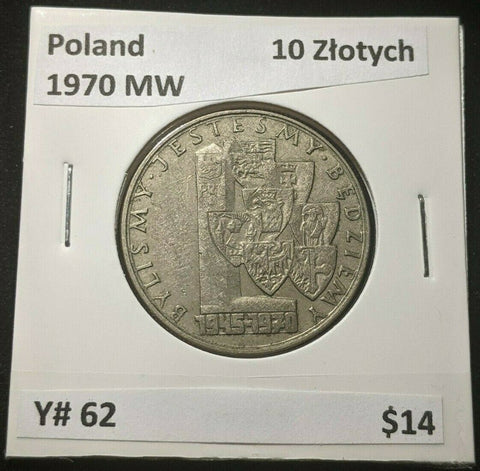 Poland 10 Złotych
1970 MW
BYLIŚMY · JESTEŚMY · BĘDZIEMY
1945-1970
Y# 62 $14